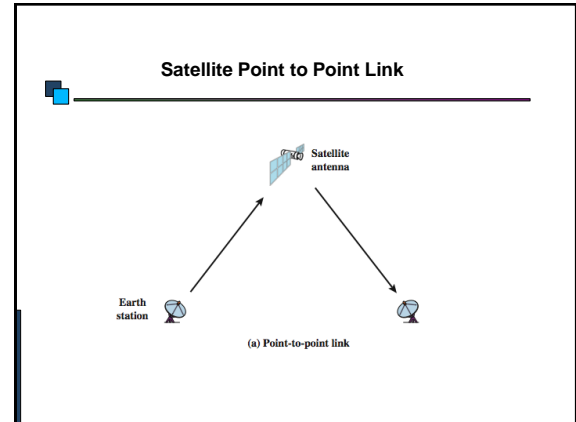 Satellite Point to Point Link
Satellite
antenna
Earth
station
(a) Point-to-point link